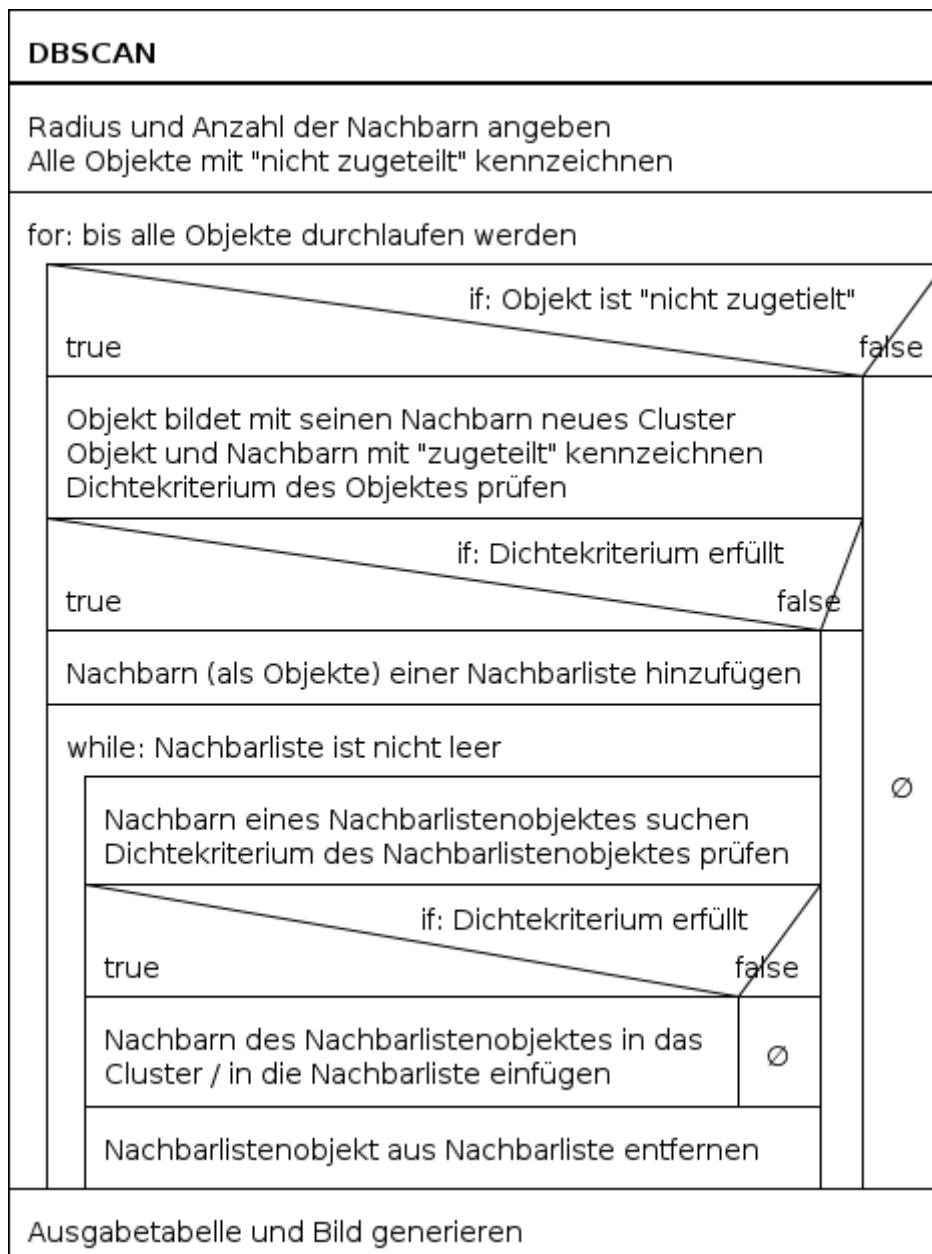 DBSCAN
Radius und Anzahl der Nachbarn angeben
Alle Objekte mit "nicht zugeteilt" kennzeichnen
for: bis alle Objekte durchlaufen werden
if: Objekt ist "nicht zugetielt"
true
false
Objekt bildet mit seinen Nachbarn neues Cluster
Objekt und Nachbarn mit "zugeteilt" kennzeichnen
Dichtekriterium des Objektes prüfen
if: Dichtekriterium erfüllt
true
false
Nachbarn (als Objekte) einer Nachbarliste hinzufügen
while: Nachbarliste ist nicht leer
∅
Nachbarn eines Nachbarlistenobjektes suchen
Dichtekriterium des Nachbarlistenobjektes prüfen
if: Dichtekriterium erfüllt
true
false
Nachbarn des Nachbarlistenobjektes in das
Cluster / in die Nachbarliste einfügen
∅
Nachbarlistenobjekt aus Nachbarliste entfernen
Ausgabetabelle und Bild generieren